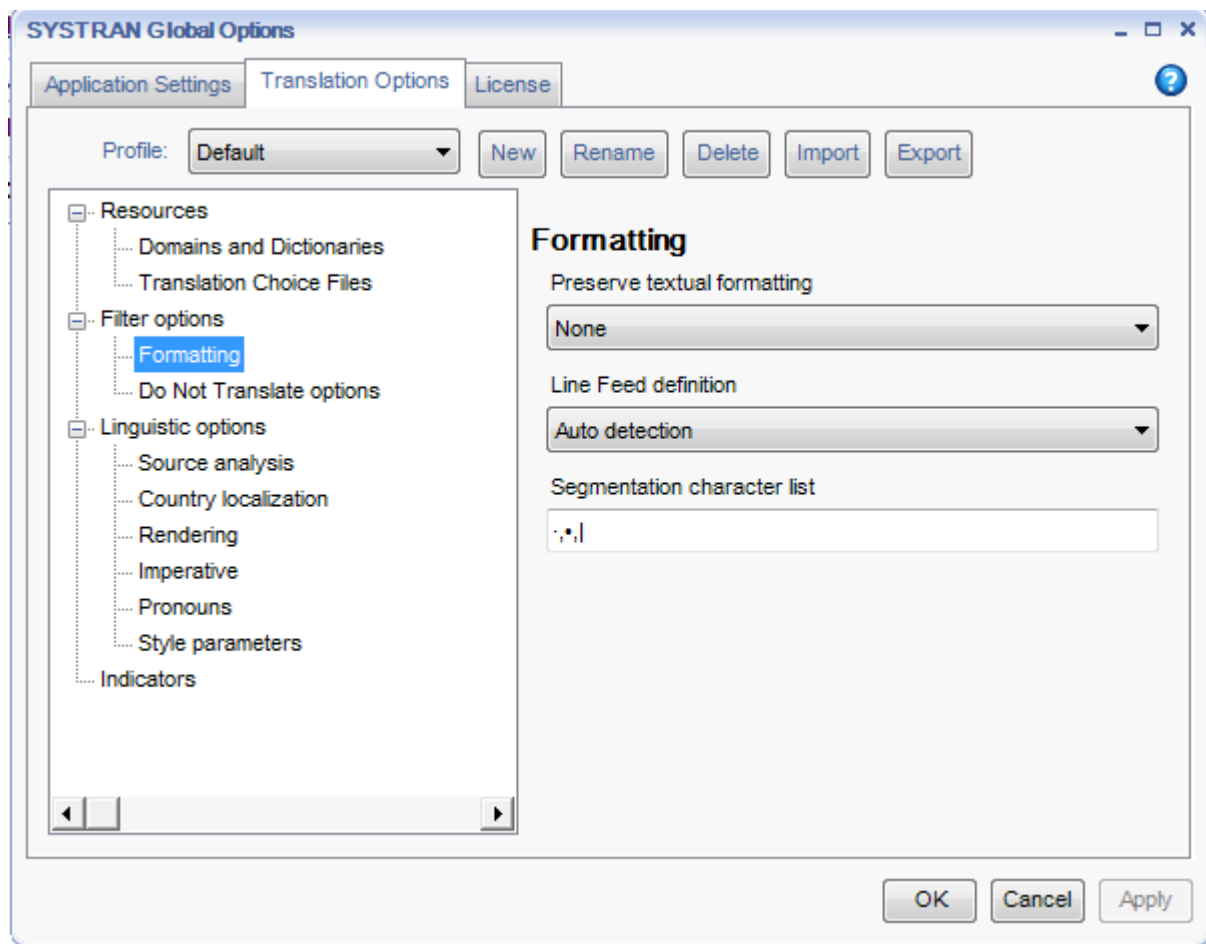 SYSTRAN Global Options
Application Settings Translation Options License
Profile: Default New Rename Delete Import Export
Resources
Domains and Dictionaries
Translation Choice Files
Filter options
Formatting
Do Not Translate options
Linguistic options
Source analysis
Country localization
Rendering
Imperative
Pronouns
Style parameters
Indicators
Formatting
Preserve textual formatting
None
Line Feed definition
Auto detection
Segmentation character list
·,•,|
OK Cancel Apply